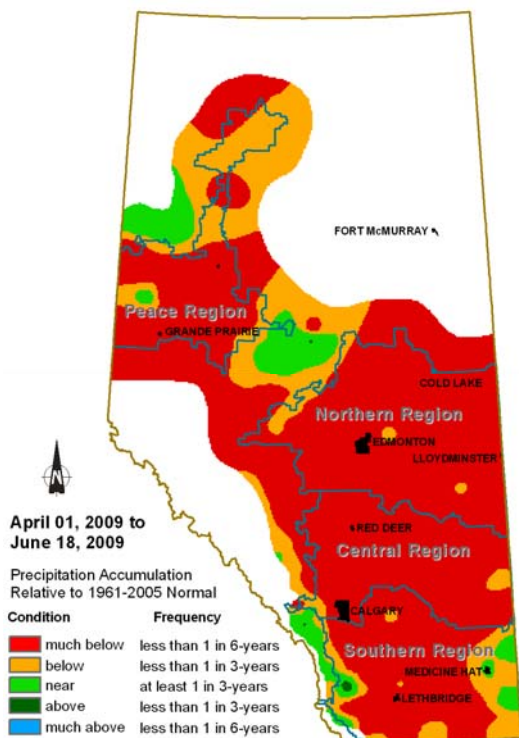 FORT McMURRAY
Peace Region
GRANDE PRAIRIE
COLD LAKE
Northern Region
EDMONTON
LLOYDMINSTER
RED DEER
Central Region
CALGARY
Southern Region
MEDICINE HAT
LETHBRIDGE
N
April 01, 2009 to
June 18, 2009
Precipitation Accumulation
Relative to 1961-2005 Normal
Condition Frequency
much below less than 1 in 6-years
below less than 1 in 3-years
near at least 1 in 3-years
above less than 1 in 3-years
much above less than 1 in 6-years